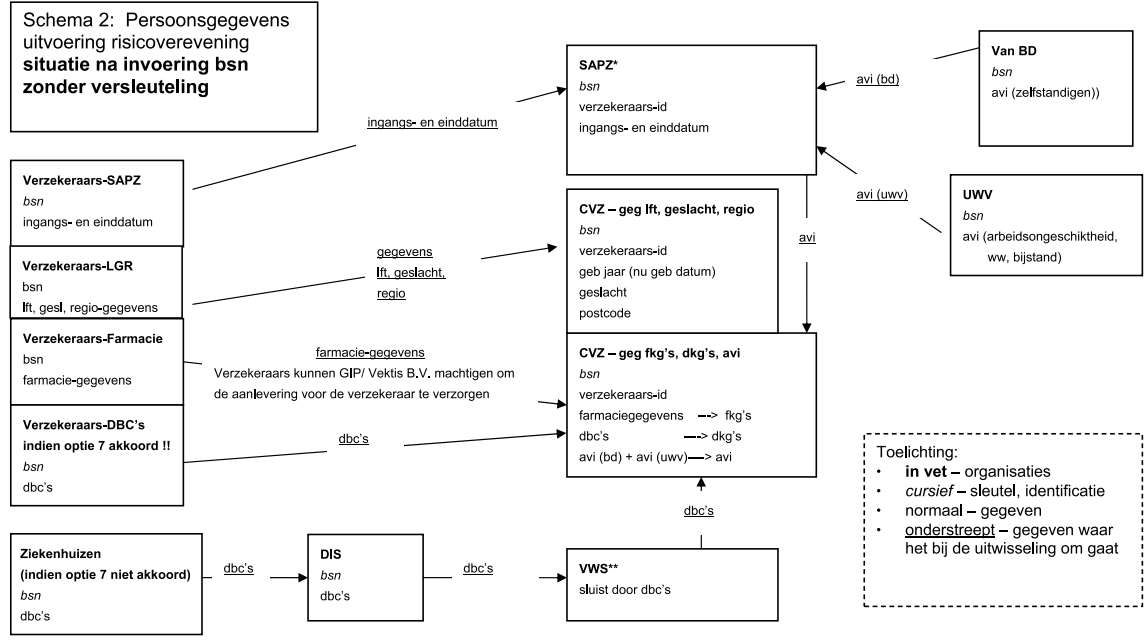 Schema 2: Persoonsgegevens
uitvoering risicoverevening
situatie na invoering bsn
zonder versleuteling
SAPZ*
bsn
verzekeraars-id
ingangs- en einddatum
Van BD
bsn
avi (zelfstandigen))
avi (bd)
ingangs- en einddatum
Verzekeraars-SAPZ
bsn
ingangs- en einddatum
avi (uwv)
UWV
bsn
avi (arbeidsongeschiktheid,
ww, bijstand)
CVZ – geg lft, geslacht, regio
bsn
verzekeraars-id
geb jaar (nu geb datum)
geslacht
postcode
avi
gegevens
lft, geslacht,
regio
Verzekeraars-LGR
bsn
lft, gesl, regio-gegevens
Verzekeraars-Farmacie
bsn
farmacie-gegevens
farmacie-gegevens
Verzekeraars kunnen GIP/ Vektis B.V. machtigen om
de aanlevering voor de verzekeraar te verzorgen
CVZ – geg fkg's, dkg's, avi
bsn
verzekeraars-id
farmaciegegevens —-> fkg's
dbc's —-> dkg's
avi (bd) + avi (uwv)—-> avi
Verzekeraars-DBC's
indien optie 7 akkoord !!
bsn
dbc's
dbc's
Toelichting:
• in vet – organisaties
• cursief – sleutel, identificatie
• normaal – gegeven
• onderstreept – gegeven waar
het bij de uitwisseling om gaat
dbc's
Ziekenhuizen
(indien optie 7 niet akkoord)
bsn
dbc's
dbc's
DIS
bsn
dbc's
dbc's
VWS**
sluist door dbc's